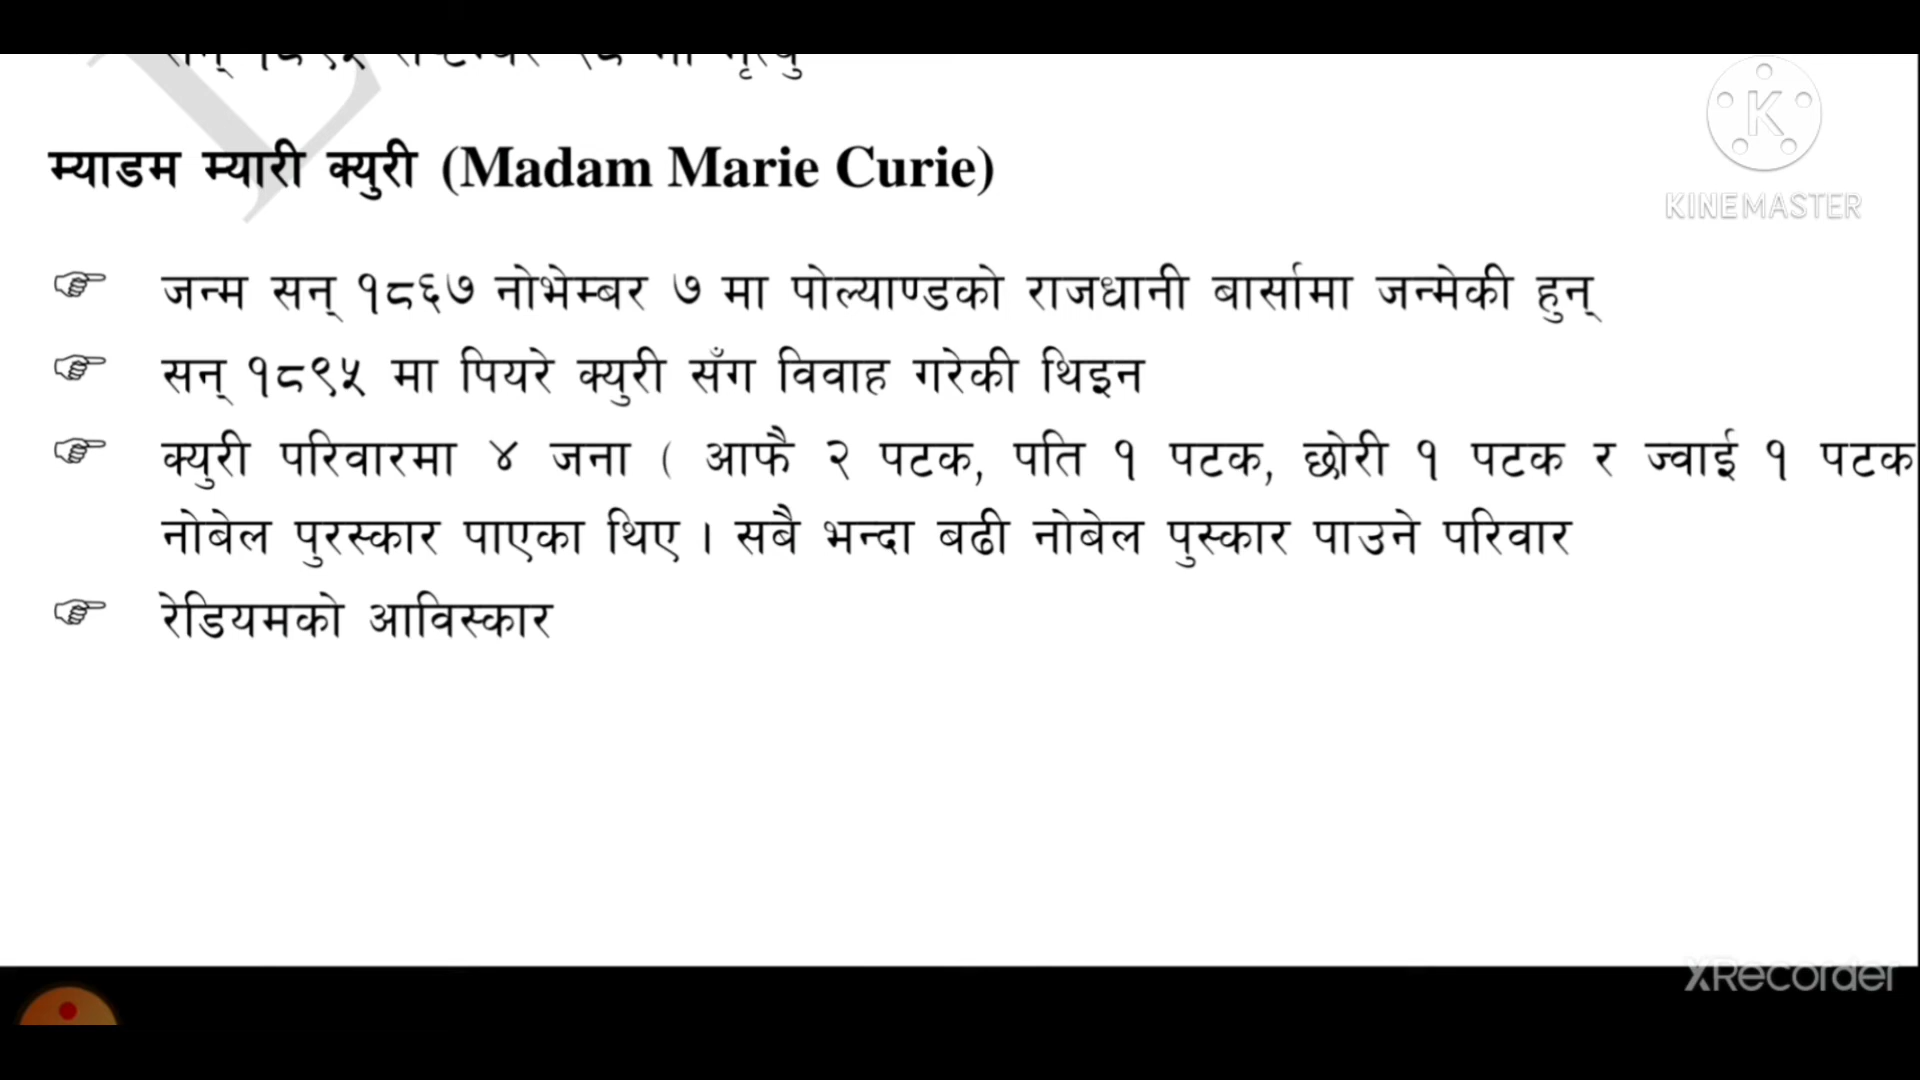 म्याडम म्यारी क्युरी (Madam Marie Curie)
K
KINEMASTER
जन्म सन् १८६७ नोभेम्बर ७ मा पोल्याण्डको राजधानी बार्सामा जन्मेकी हुन्
सन् १८९५ मा पियरे क्युरी सँग विवाह गरेकी थिइन
क्युरी परिवारमा ४ जना ( आफै २ पटक, पति १ पटक, छोरी १ पटक र ज्वाई १ पटक
नोबेल पुरस्कार पाएका थिए । सबै भन्दा बढी नोबेल पुस्कार पाउने परिवार
रेडियमको आविस्कार
XRecorder